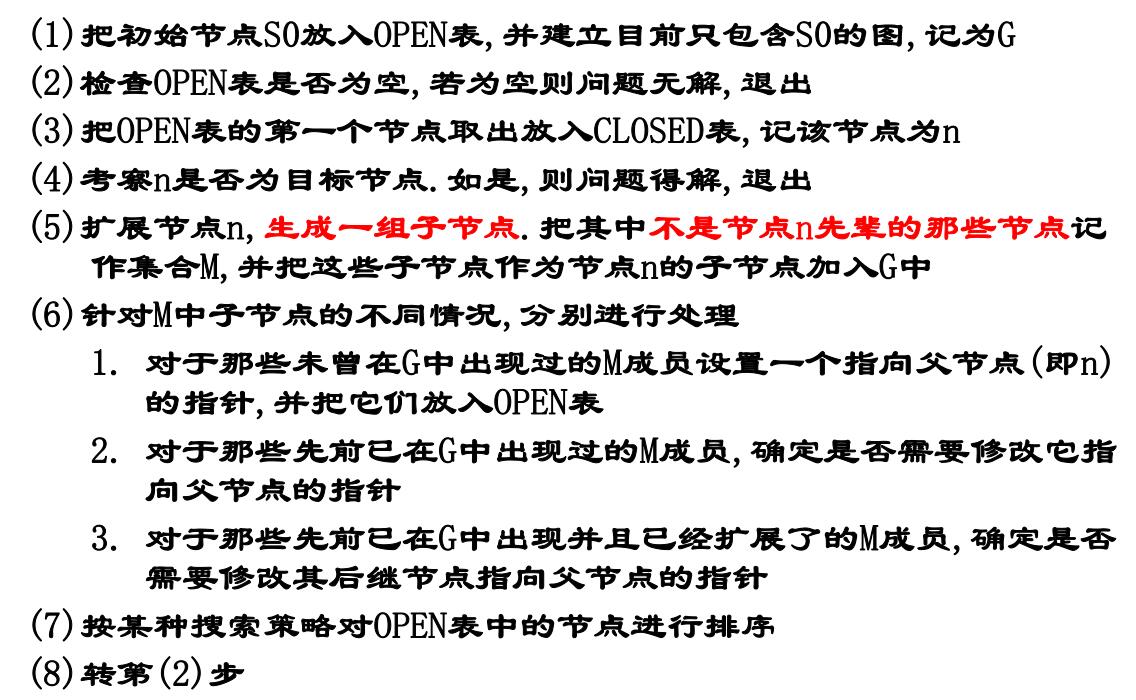 (1)把初始节点S0放入OPEN表,并建立目前只包含S0的图,记为G
(2)检查OPEN表是否为空,若为空则问题无解,退出
(3)把OPEN表的第一个节点取出放入CLOSED表,记该节点为n
(4)考察n是否为目标节点.如是,则问题得解,退出
(5)扩展节点n,生成一组子节点.把其中不是节点n先辈的那些节点记
作集合M,并把这些子节点作为节点n的子节点加入G中
(6)针对M中子节点的不同情况,分别进行处理
1. 对于那些未曾在G中出现过的M成员设置一个指向父节点(即n)
的指针,并把它们放入OPEN表
2. 对于那些先前已在G中出现过的M成员,确定是否需要修改它指
向父节点的指针
3. 对于那些先前已在G中出现并且已经扩展了的M成员,确定是否
需要修改其后继节点指向父节点的指针
(7)按某种搜索策略对OPEN表中的节点进行排序
(8)转第(2)步